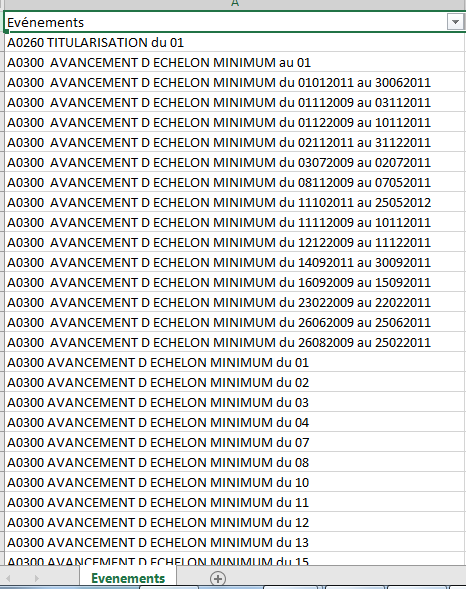 A
Evénements
A0260 TITULARISATION du 01
A0300  AVANCEMENT D ECHELON MINIMUM au 01
A0300  AVANCEMENT D ECHELON MINIMUM du 01012011 au 30062011
A0300  AVANCEMENT D ECHELON MINIMUM du 01112009 au 03112011
A0300  AVANCEMENT D ECHELON MINIMUM du 01122009 au 10112011
A0300  AVANCEMENT D ECHELON MINIMUM du 02112011 au 31122011
A0300  AVANCEMENT D ECHELON MINIMUM du 03072009 au 02072011
A0300  AVANCEMENT D ECHELON MINIMUM du 08112009 au 07052011
A0300  AVANCEMENT D ECHELON MINIMUM du 11102011 au 25052012
A0300  AVANCEMENT D ECHELON MINIMUM du 11112009 au 10112011
A0300  AVANCEMENT D ECHELON MINIMUM du 12122009 au 11122011
A0300  AVANCEMENT D ECHELON MINIMUM du 14092011 au 30092011
A0300  AVANCEMENT D ECHELON MINIMUM du 16092009 au 15092011
A0300  AVANCEMENT D ECHELON MINIMUM du 23022009 au 22022011
A0300  AVANCEMENT D ECHELON MINIMUM du 26062009 au 25062011
A0300  AVANCEMENT D ECHELON MINIMUM du 26082009 au 25022011
A0300 AVANCEMENT D ECHELON MINIMUM du 01
A0300 AVANCEMENT D ECHELON MINIMUM du 02
A0300 AVANCEMENT D ECHELON MINIMUM du 03
A0300 AVANCEMENT D ECHELON MINIMUM du 04
A0300 AVANCEMENT D ECHELON MINIMUM du 07
A0300 AVANCEMENT D ECHELON MINIMUM du 08
A0300 AVANCEMENT D ECHELON MINIMUM du 10
A0300 AVANCEMENT D ECHELON MINIMUM du 11
A0300 AVANCEMENT D ECHELON MINIMUM du 12
A0300 AVANCEMENT D ECHELON MINIMUM du 13
A0300 AVANCEMENT D ECHELON MINIMUM du 15
Evenements